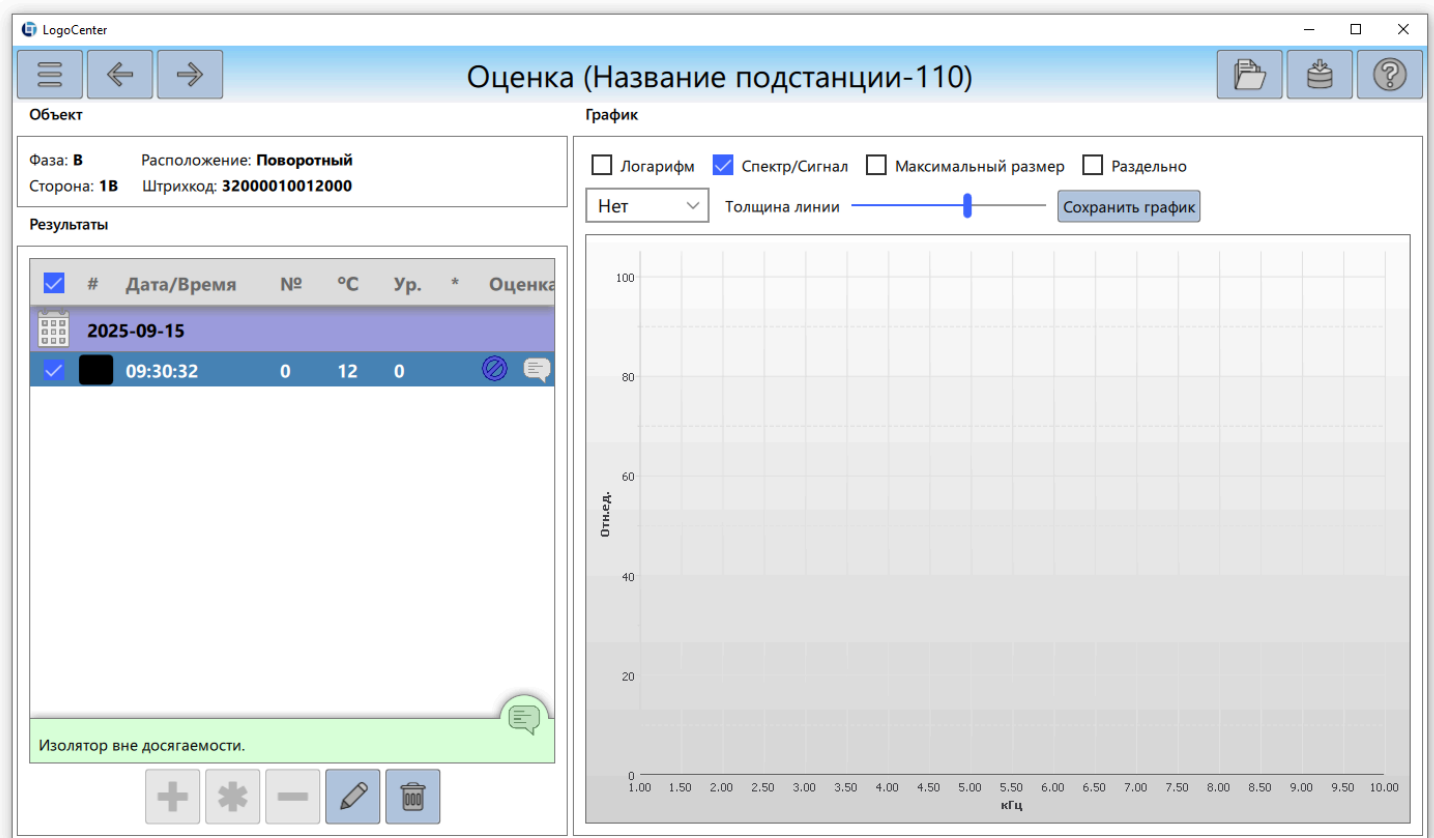 LogoCenter
Оценка (Название подстанции-110)
Объект
Фаза: В Расположение: Поворотный
Сторона: 1В Штрихкод: 32000010012000
Результаты
# Дата/Время № °C Ур. * Оценка
2025-09-15
09:30:32 0 12 0
Изолятор вне досягаемости.
График
Логарифм Спектр/Сигнал Максимальный размер Раздельно
Нет Толщина линии Сохранить график
100
80
60
40
20
0
Отн.ед.
1.00 1.50 2.00 2.50 3.00 3.50 4.00 4.50 5.00 5.50 6.00 6.50 7.00 7.50 8.00 8.50 9.00 9.50 10.00
кГц